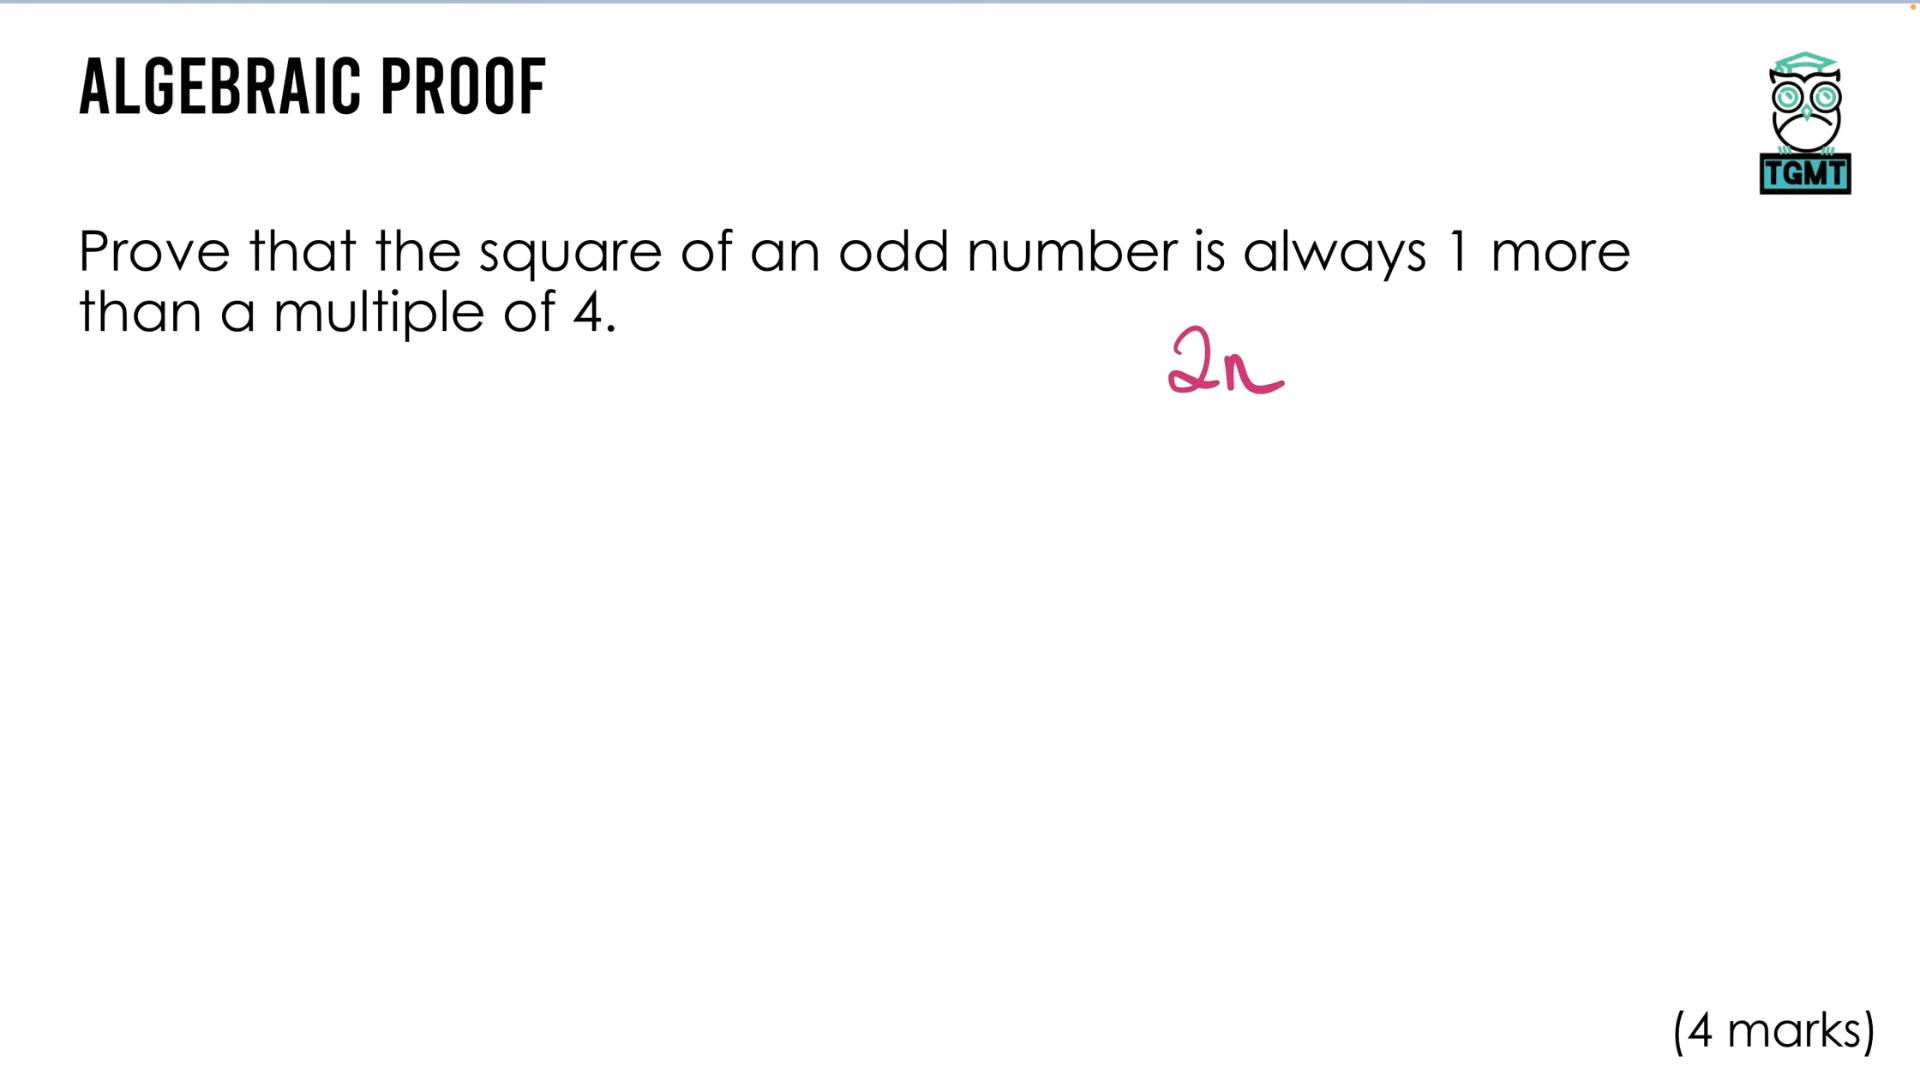 ALGEBRAIC PROOF
TGMT
Prove that the square of an odd number is always 1 more
than a multiple of 4.
2n
(4 marks)